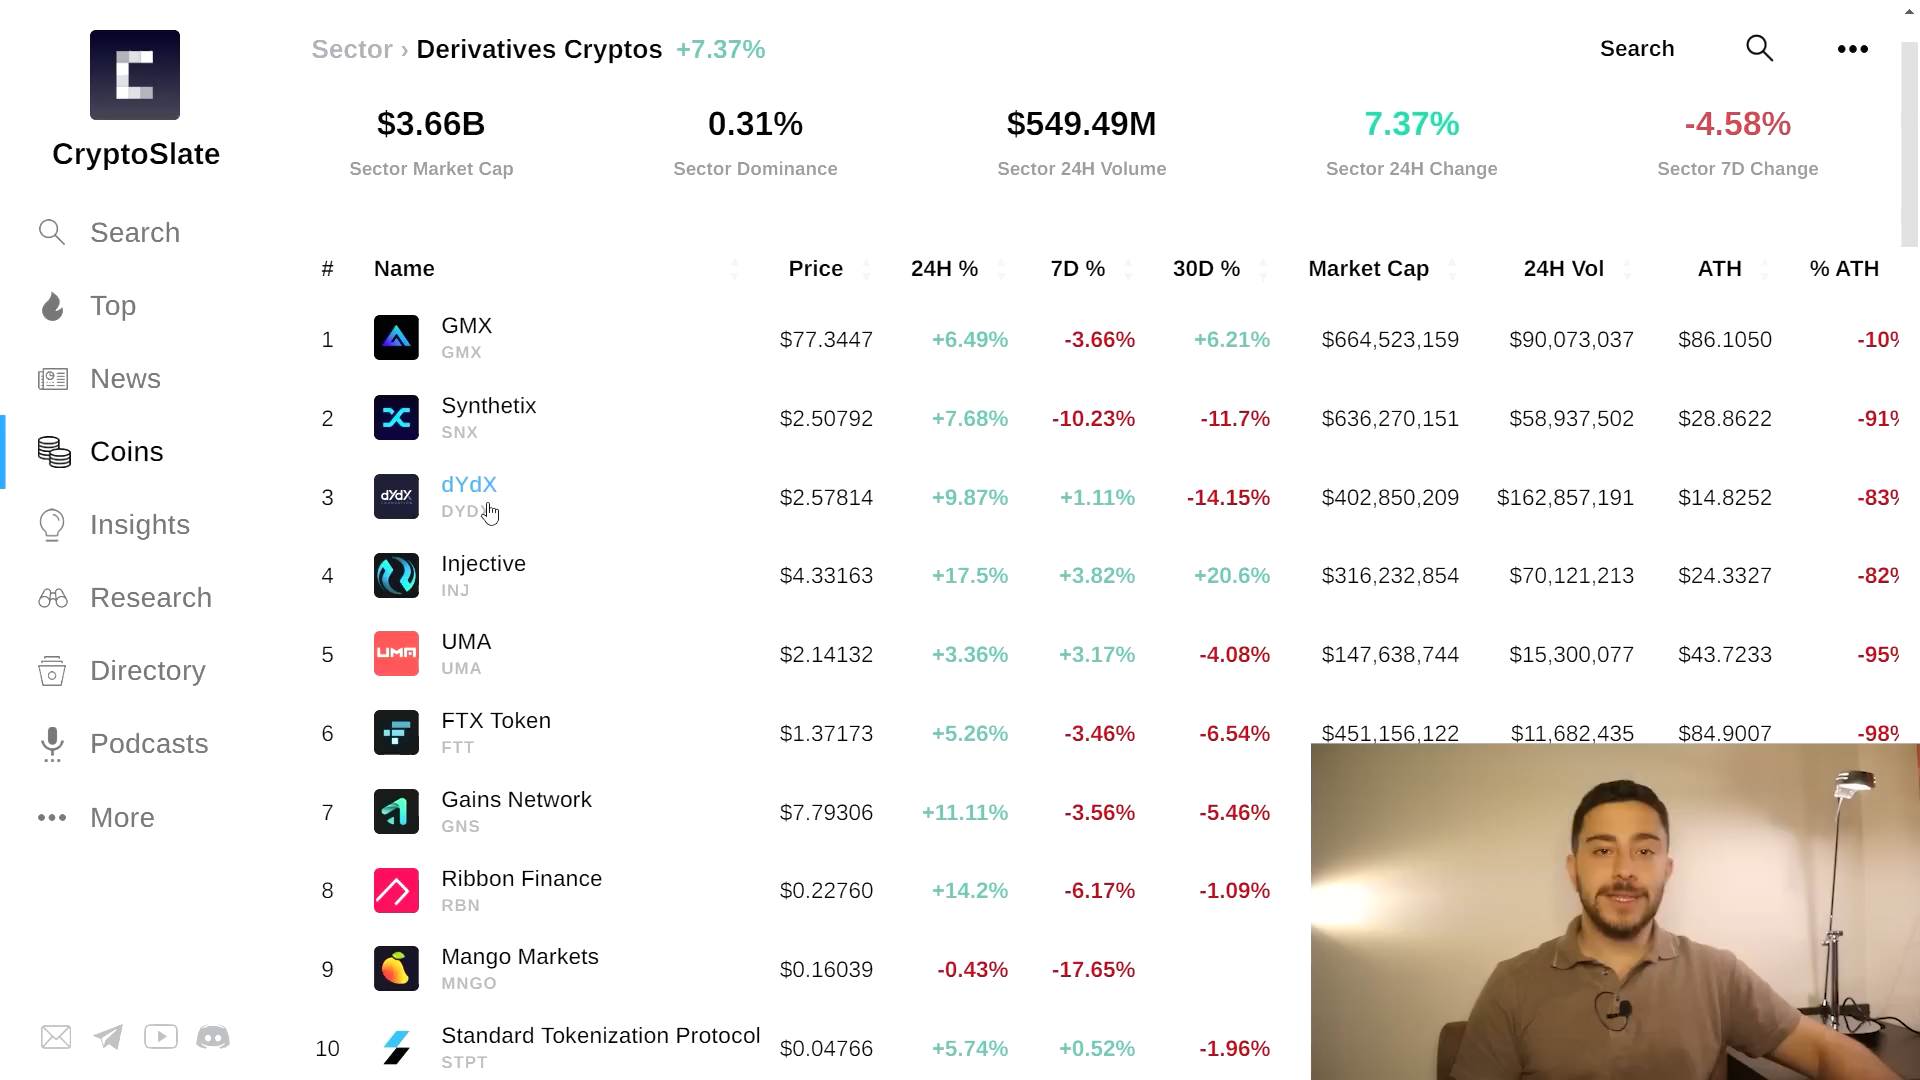 Sector › Derivatives Cryptos +7.37%
Search
CryptoSlate
$3.66B 0.31% $549.49M 7.37% -4.58%
Sector Market Cap Sector Dominance Sector 24H Volume Sector 24H Change Sector 7D Change
Search
Top
News
Coins
Insights
Research
Directory
Podcasts
More
# Name Price 24H % 7D % 30D % Market Cap 24H Vol ATH % ATH
1 GMX $77.3447 +6.49% -3.66% +6.21% $664,523,159 $90,073,037 $86.1050 -10%
GMX
2 Synthetix $2.50792 +7.68% -10.23% -11.7% $636,270,151 $58,937,502 $28.8622 -91%
SNX
3 dYdX dYdX $2.57814 +9.87% +1.11% -14.15% $402,850,209 $162,857,191 $14.8252 -83%
DYDX
4 Injective $4.33163 +17.5% +3.82% +20.6% $316,232,854 $70,121,213 $24.3327 -82%
INJ
5 UMA UMA $2.14132 +3.36% +3.17% -4.08% $147,638,744 $15,300,077 $43.7233 -95%
UMA
6 FTX Token $1.37173 +5.26% -3.46% -6.54% $451,156,122 $11,682,435 $84.9007 -98%
FTT
7 Gains Network $7.79306 +11.11% -3.56% -5.46%
GNS
8 Ribbon Finance $0.22760 +14.2% -6.17% -1.09%
RBN
9 Mango Markets $0.16039 -0.43% -17.65%
MNGO
10 Standard Tokenization Protocol $0.04766 +5.74% +0.52% -1.96%
STPT